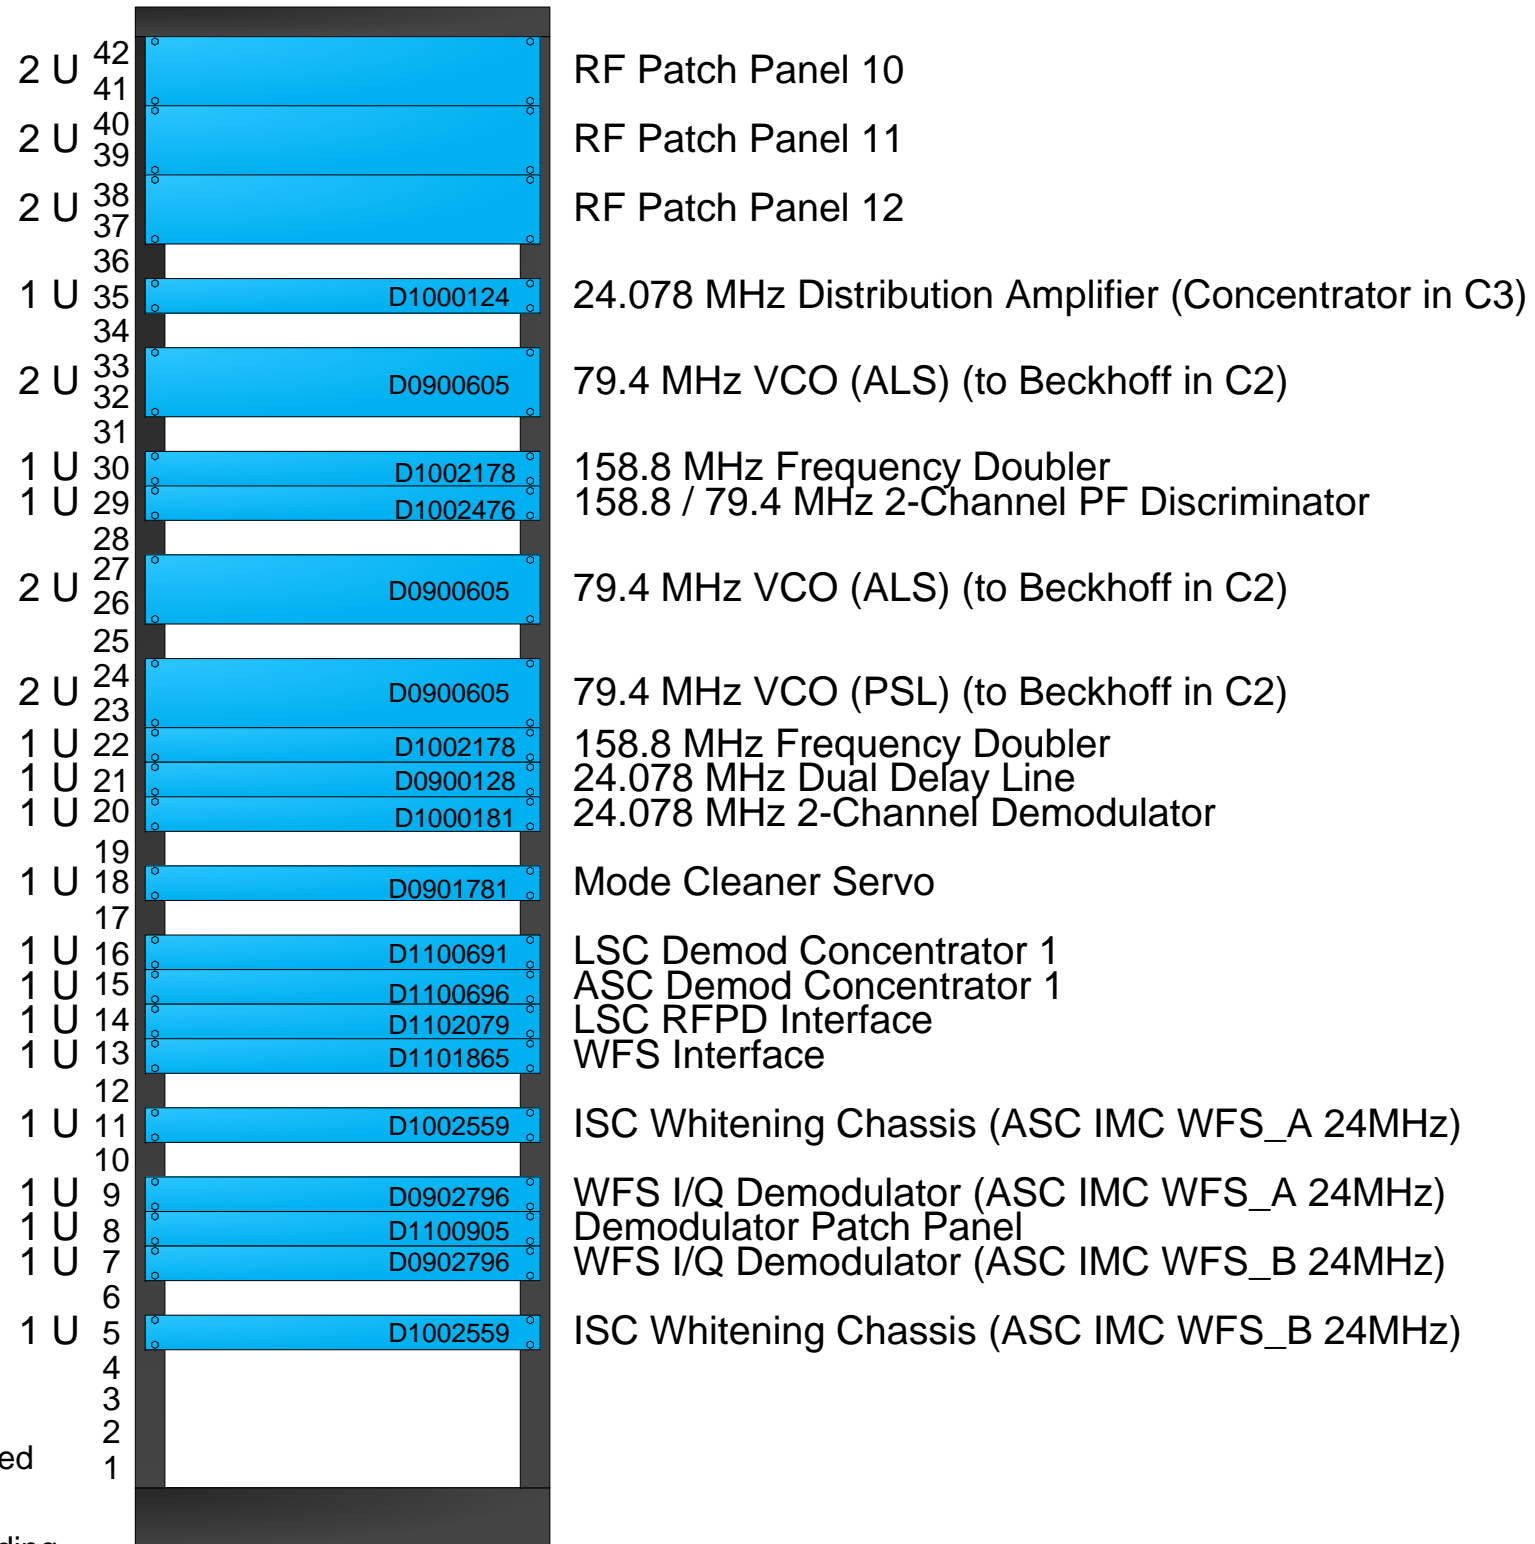 42
2 U RF Patch Panel 10
41
40
2 U RF Patch Panel 11
39
38
2 U RF Patch Panel 12
37
36
1 U 35 D1000124 24.078 MHz Distribution Amplifier (Concentrator in C3)
34
33
2 U D0900605 79.4 MHz VCO (ALS) (to Beckhoff in C2)
32
31
1 U 30 D1002178 158.8 MHz Frequency Doubler
1 U 29 D1002476 158.8 / 79.4 MHz 2-Channel PF Discriminator
28
27
2 U D0900605 79.4 MHz VCO (ALS) (to Beckhoff in C2)
26
25
24
2 U D0900605 79.4 MHz VCO (PSL) (to Beckhoff in C2)
23
1 U 22 D1002178 158.8 MHz Frequency Doubler
1 U 21 D0900128 24.078 MHz Dual Delay Line
1 U 20 D1000181 24.078 MHz 2-Channel Demodulator
19
1 U 18 D0901781 Mode Cleaner Servo
17
1 U 16 D1100691 LSC Demod Concentrator 1
1 U 15 D1100696 ASC Demod Concentrator 1
1 U 14 D1102079 LSC RFPD Interface
1 U 13 D1101865 WFS Interface
12
1 U 11 D1002559 ISC Whitening Chassis (ASC IMC WFS_A 24MHz)
10
1 U 9 D0902796 WFS I/Q Demodulator (ASC IMC WFS_A 24MHz)
1 U 8 D1100905 Demodulator Patch Panel
1 U 7 D0902796 WFS I/Q Demodulator (ASC IMC WFS_B 24MHz)
6
1 U 5 D1002559 ISC Whitening Chassis (ASC IMC WFS_B 24MHz)
4
3
2
ed
1